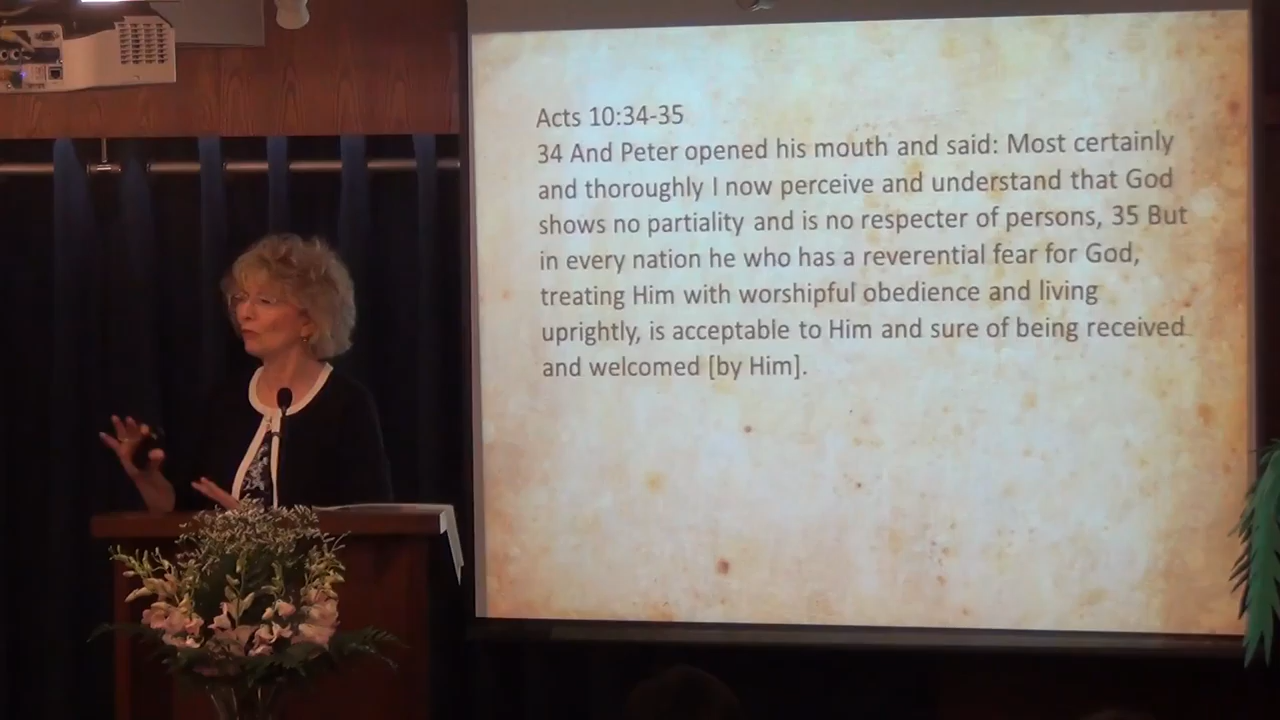 Acts 10:34-35
34 And Peter opened his mouth and said: Most certainly
and thoroughly I now perceive and understand that God
shows no partiality and is no respecter of persons, 35 But
in every nation he who has a reverential fear for God,
treating Him with worshipful obedience and living
uprightly, is acceptable to Him and sure of being received
and welcomed [by Him].